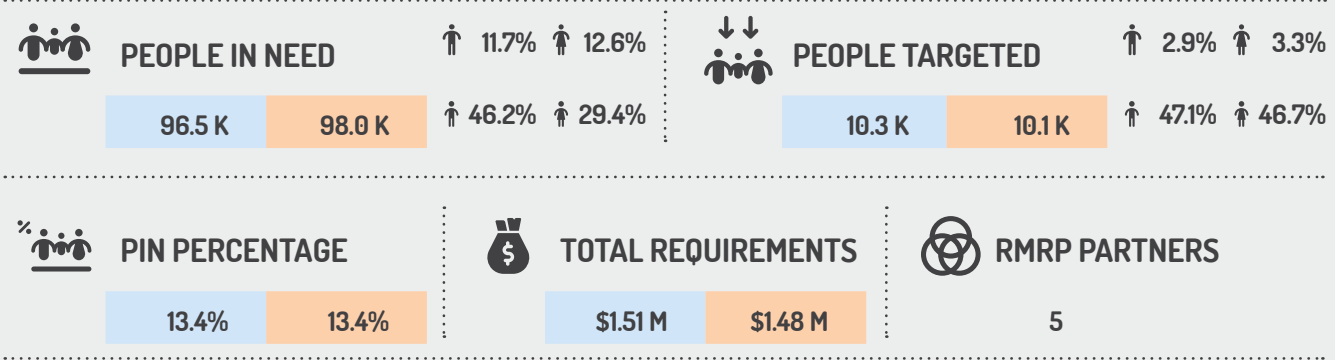 PEOPLE IN NEED
11.7% 12.6%
96.5 K 98.0 K
46.2% 29.4%
PEOPLE TARGETED
2.9% 3.3%
10.3 K 10.1 K
47.1% 46.7%
% PIN PERCENTAGE
13.4% 13.4%
$ TOTAL REQUIREMENTS
$1.51 M $1.48 M
RMRP PARTNERS
5